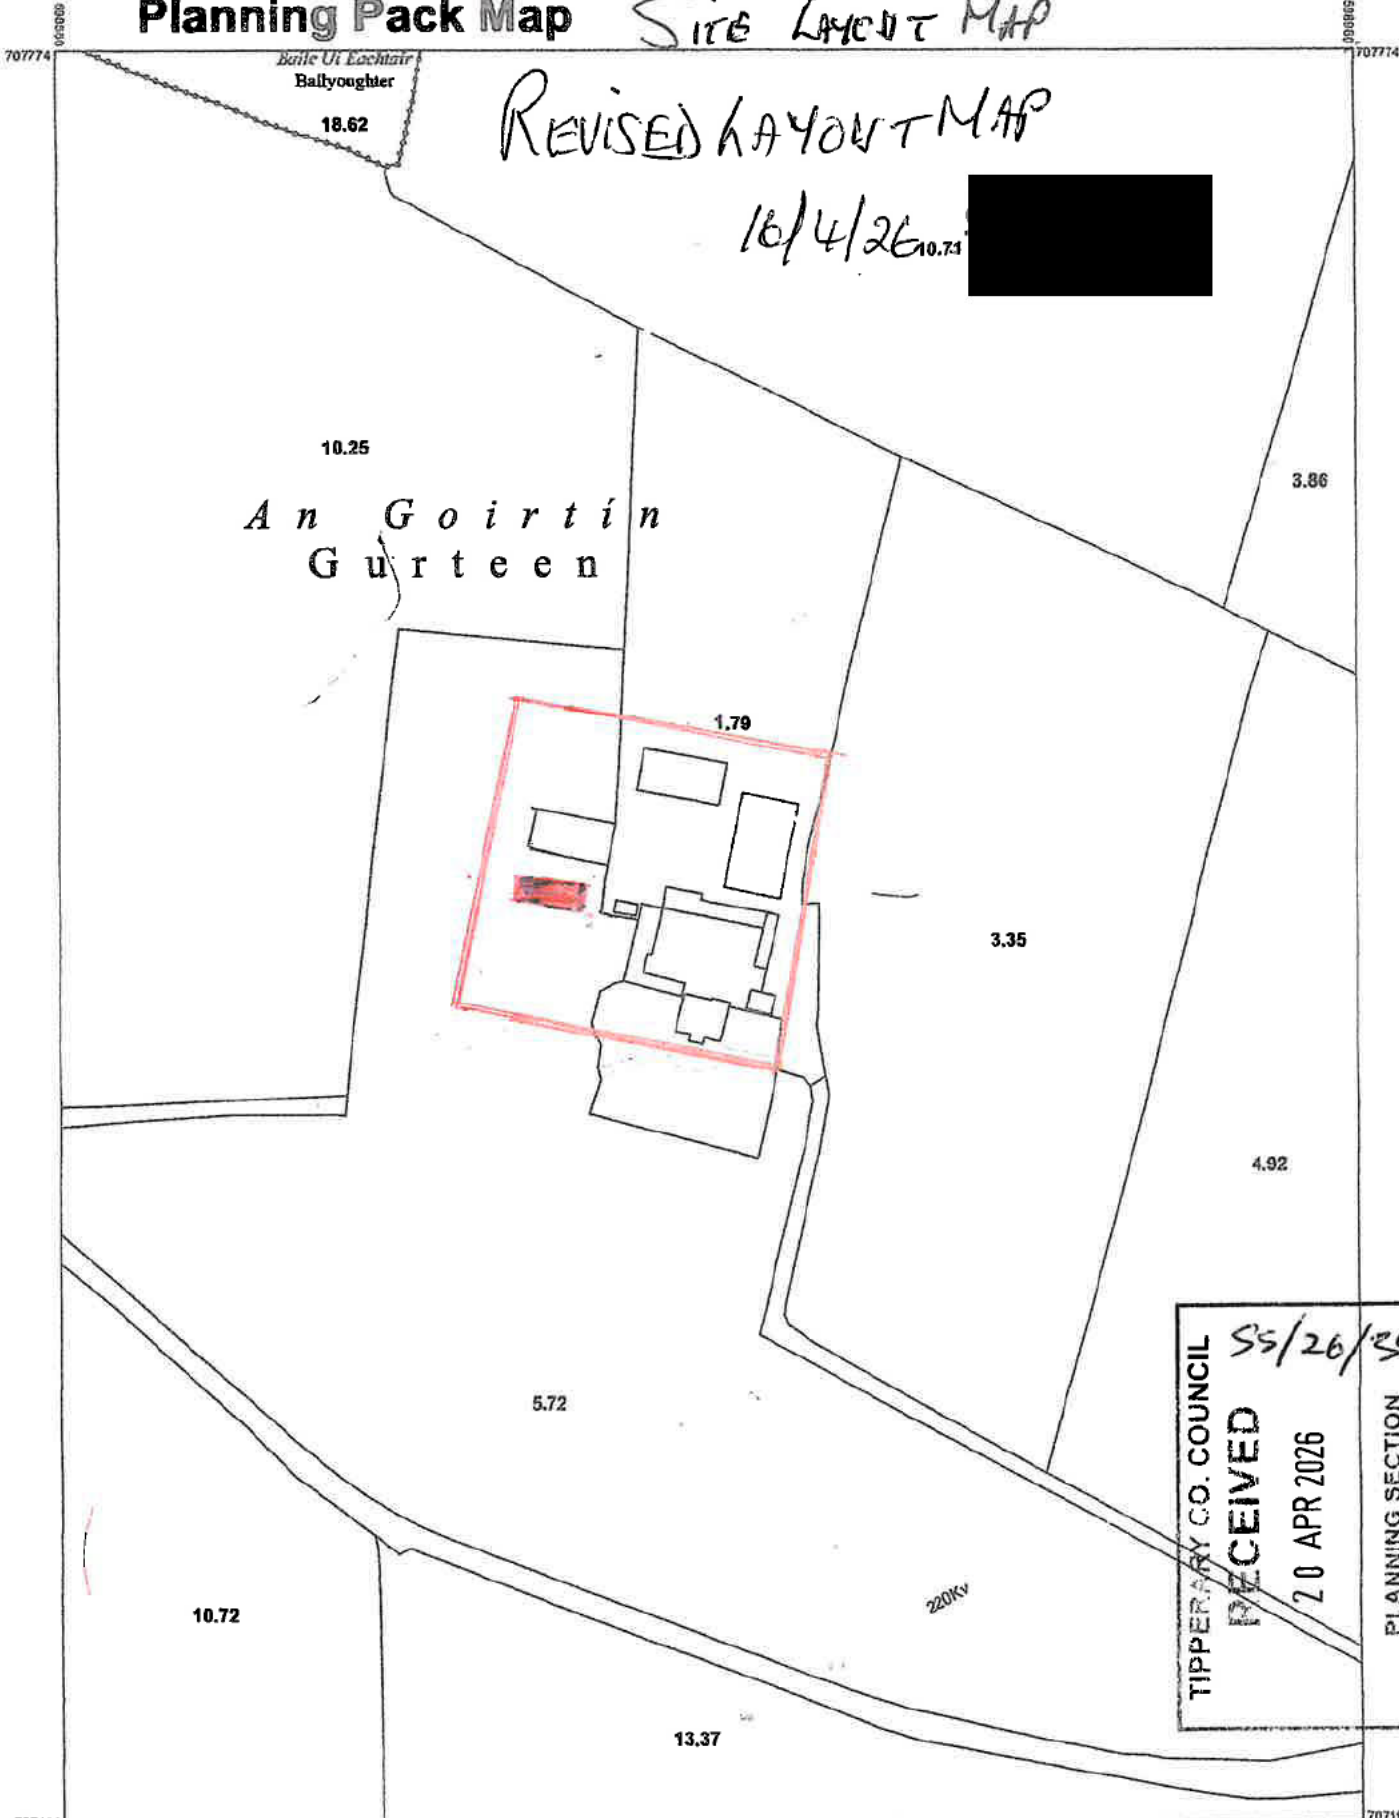 Planning Pack Map
SITE LAYOUT MAP
707774
707774
Baile Uí Eachtair
Ballyoughter
18.62
REVISED LAYOUT MAP
16/4/26
10.71
10.25
3.86
An Goirtín
Gurteen
1.79
3.35
4.92
5.72
TIPPERARY CO. COUNCIL
RECEIVED
20 APR 2026
PLANNING SECTION
220Kv
10.72
13.37